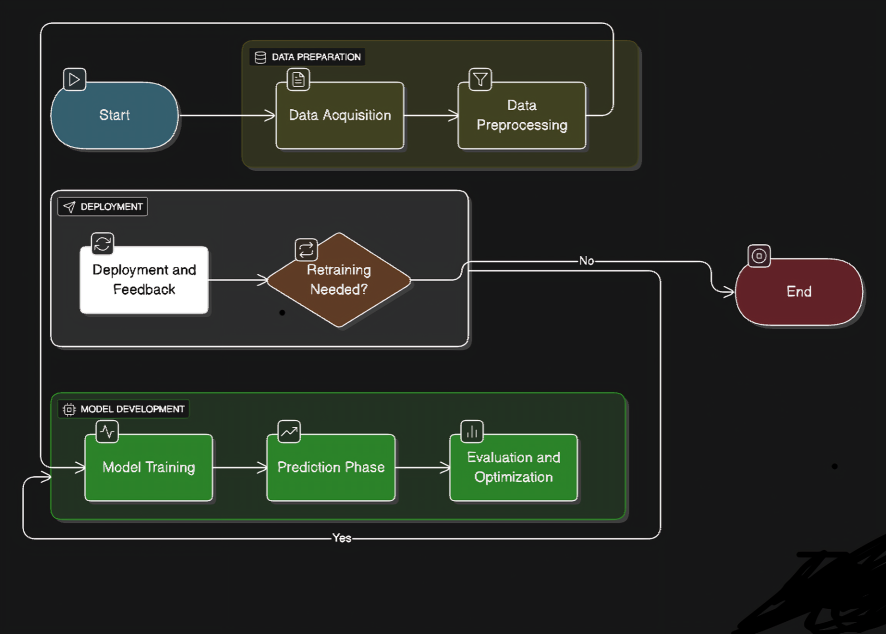 DATA PREPARATION
Start
Data Acquisition
Data
Preprocessing
DEPLOYMENT
Deployment and
Feedback
Retraining
Needed?
No
End
MODEL DEVELOPMENT
Model Training
Prediction Phase
Evaluation and
Optimization
Yes